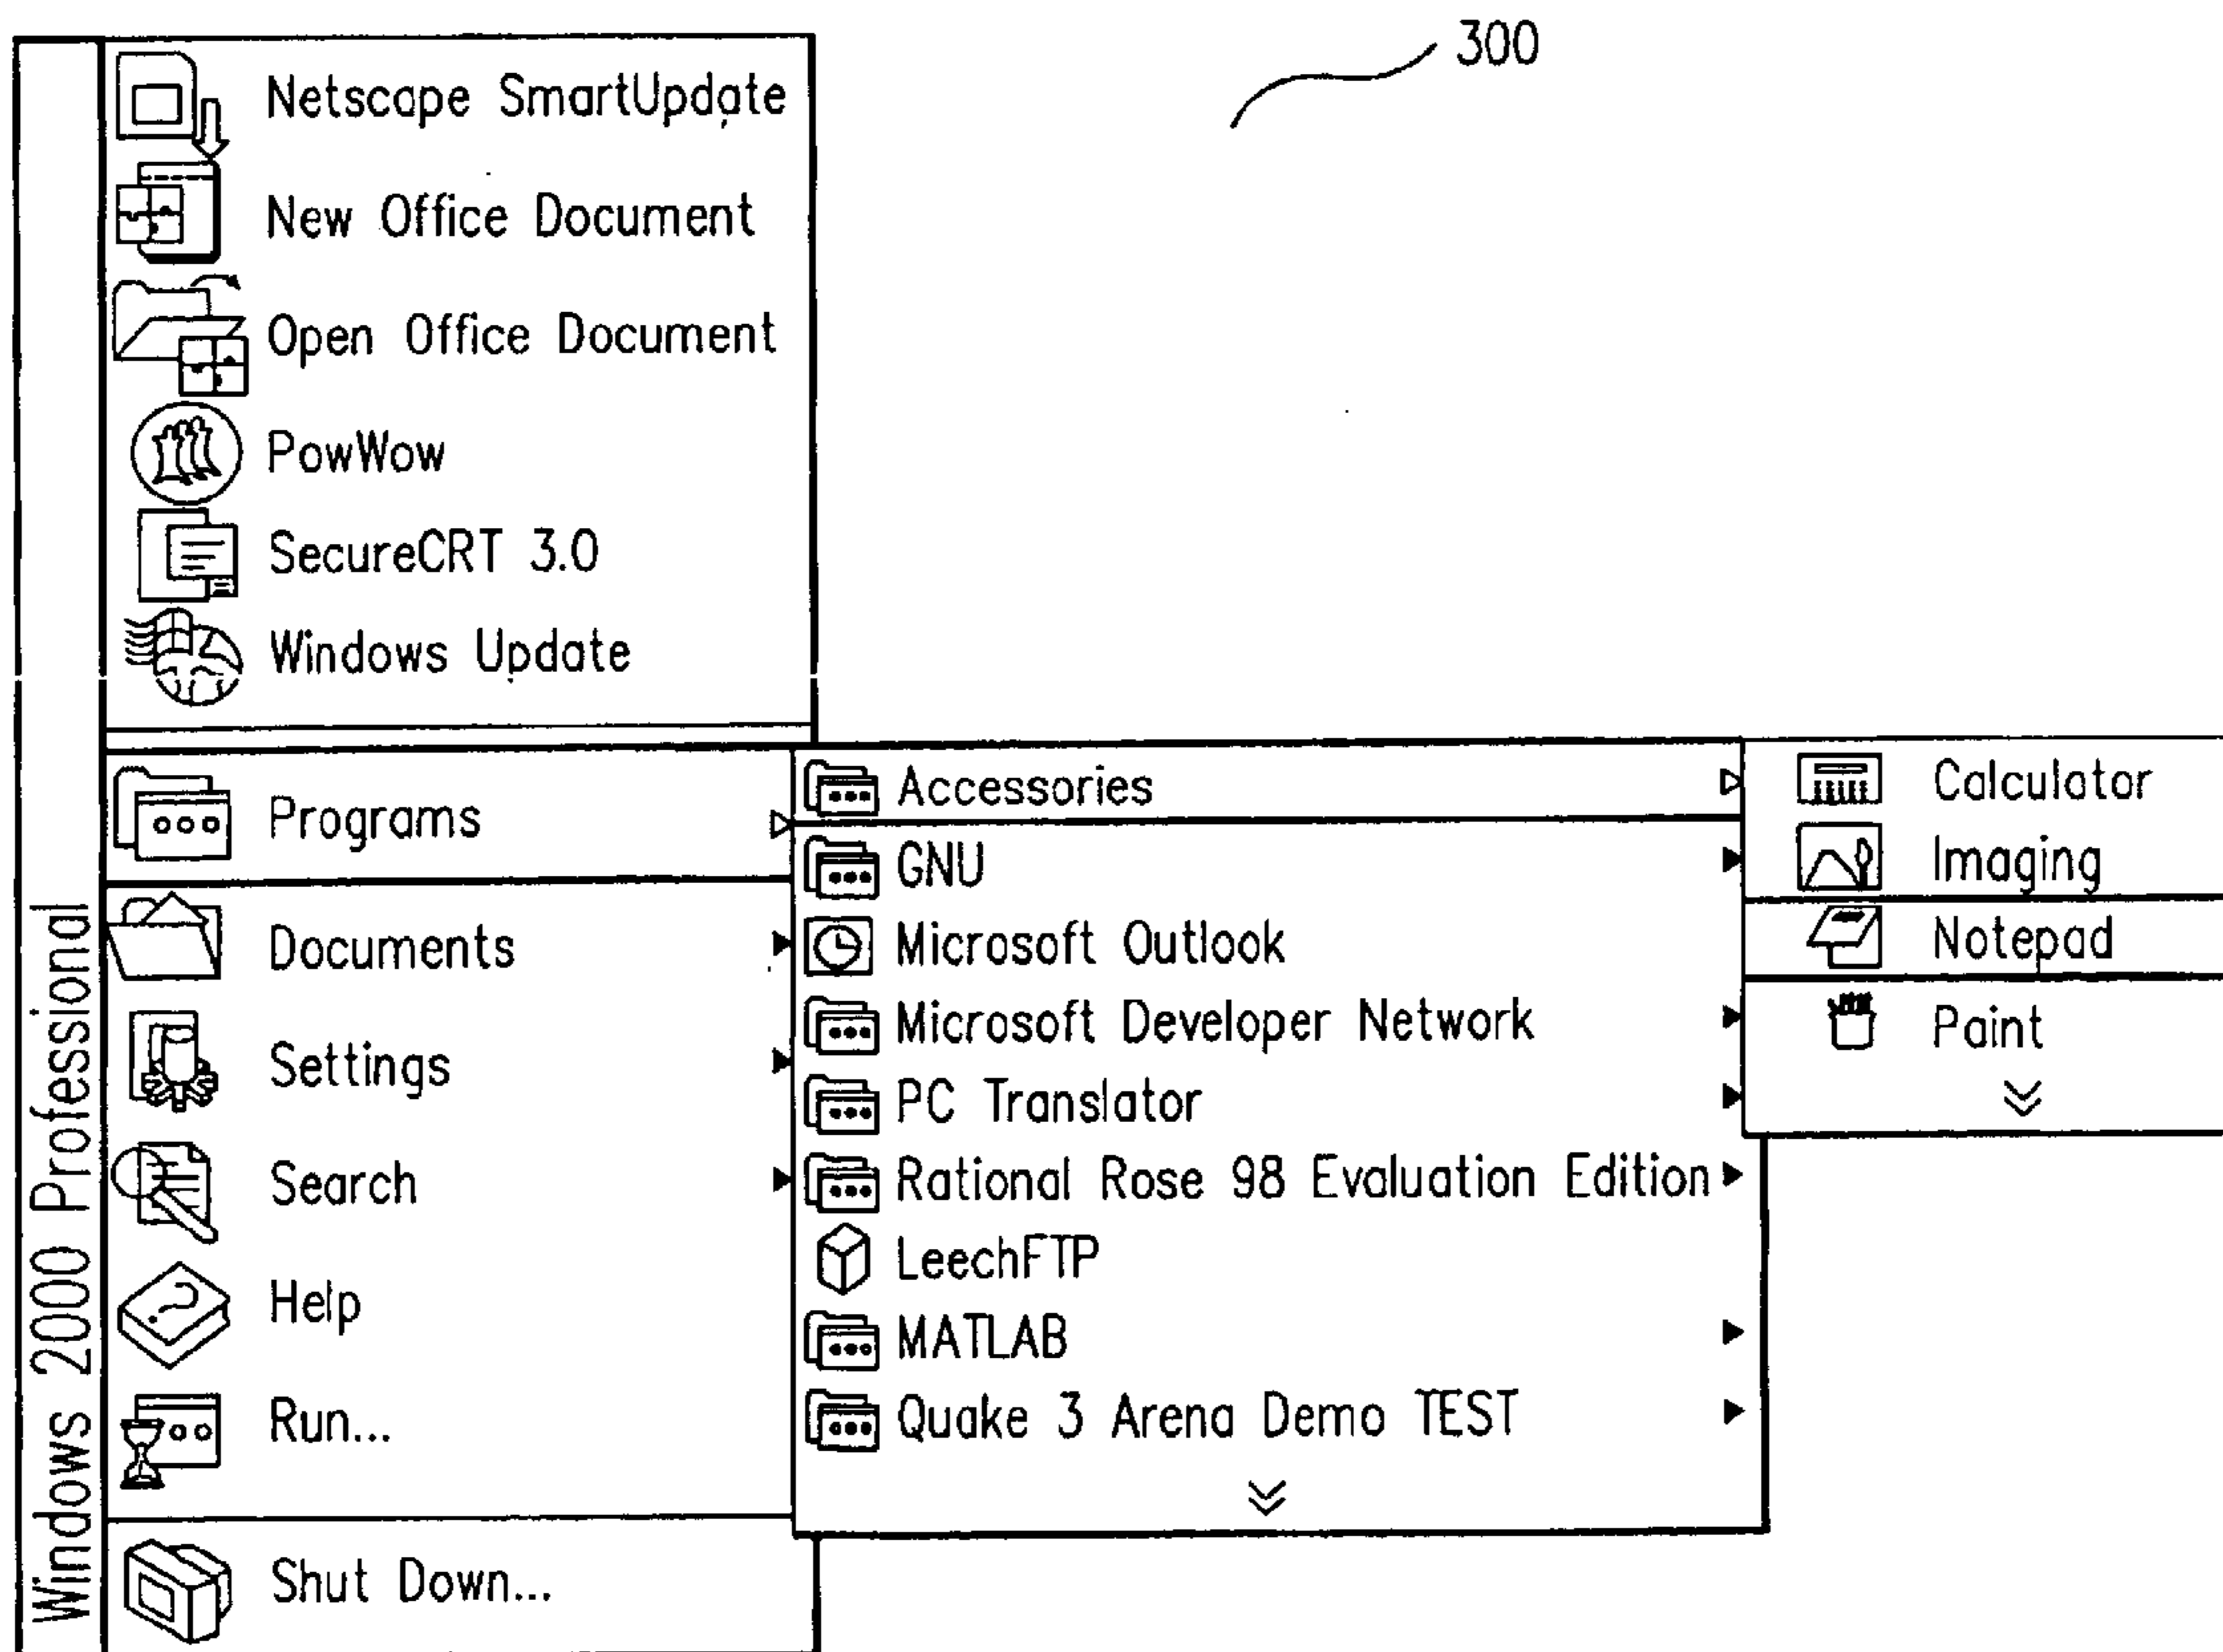 300
Netscape SmartUpdate
New Office Document
Open Office Document
PowWow
SecureCRT 3.0
Windows Update
Programs
Documents
Settings
Search
Help
Run...
Shut Down...
Windows 2000 Professional
Accessories
GNU
Microsoft Outlook
Microsoft Developer Network
PC Translator
Rational Rose 98 Evaluation Edition
LeechFTP
MATLAB
Quake 3 Arena Demo TEST
Calculator
Imaging
Notepad
Paint